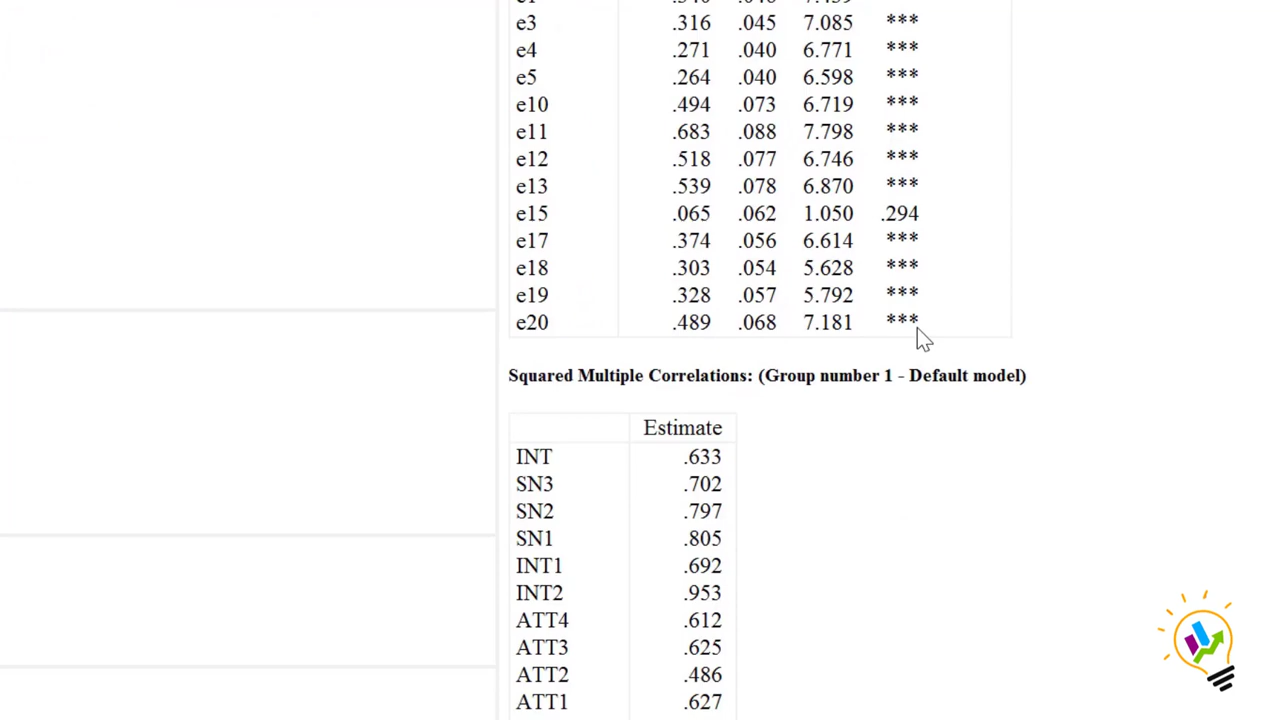 e3 .316 .045 7.085 ***
e4 .271 .040 6.771 ***
e5 .264 .040 6.598 ***
e10 .494 .073 6.719 ***
e11 .683 .088 7.798 ***
e12 .518 .077 6.746 ***
e13 .539 .078 6.870 ***
e15 .065 .062 1.050 .294
e17 .374 .056 6.614 ***
e18 .303 .054 5.628 ***
e19 .328 .057 5.792 ***
e20 .489 .068 7.181 ***
Squared Multiple Correlations: (Group number 1 - Default model)
Estimate
INT .633
SN3 .702
SN2 .797
SN1 .805
INT1 .692
INT2 .953
ATT4 .612
ATT3 .625
ATT2 .486
ATT1 .627